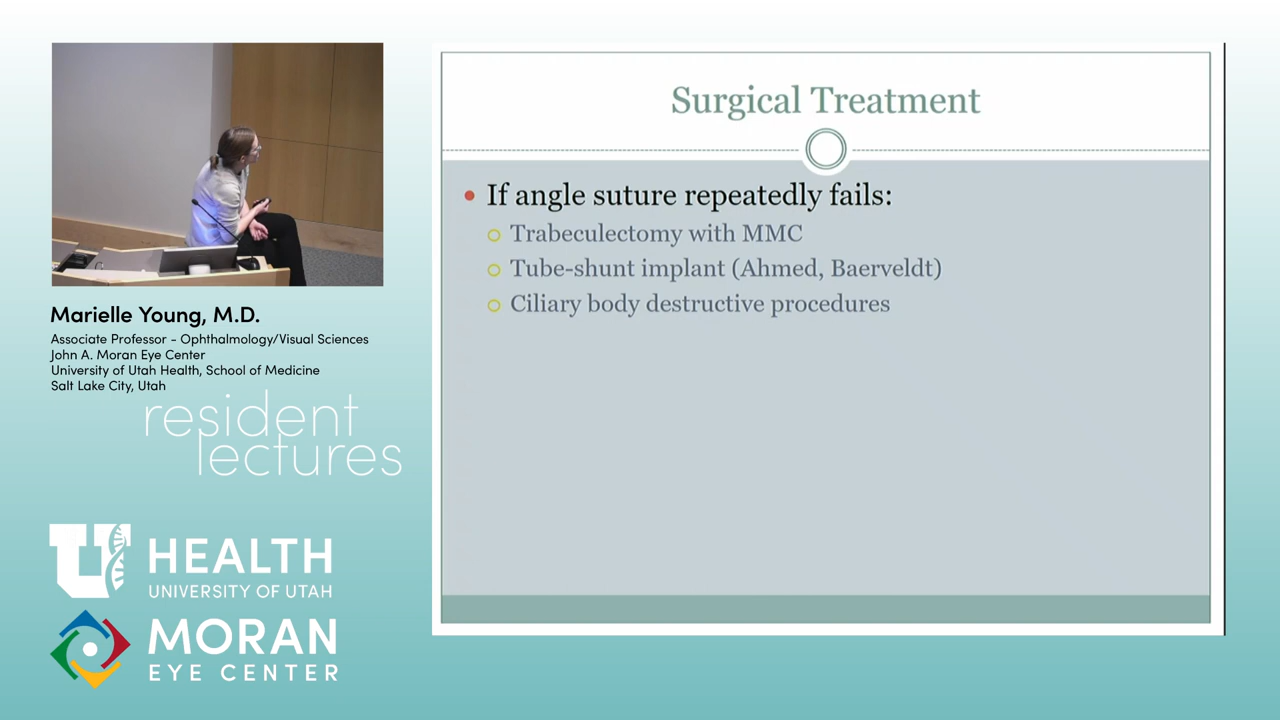 Surgical Treatment
If angle suture repeatedly fails:
Trabeculectomy with MMC
Tube-shunt implant (Ahmed, Baerveldt)
Ciliary body destructive procedures
Marielle Young, M.D.
Associate Professor - Ophthalmology/Visual Sciences
John A. Moran Eye Center
University of Utah Health, School of Medicine
Salt Lake City, Utah
resident
lectures
U HEALTH
UNIVERSITY OF UTAH
MORAN
EYE CENTER